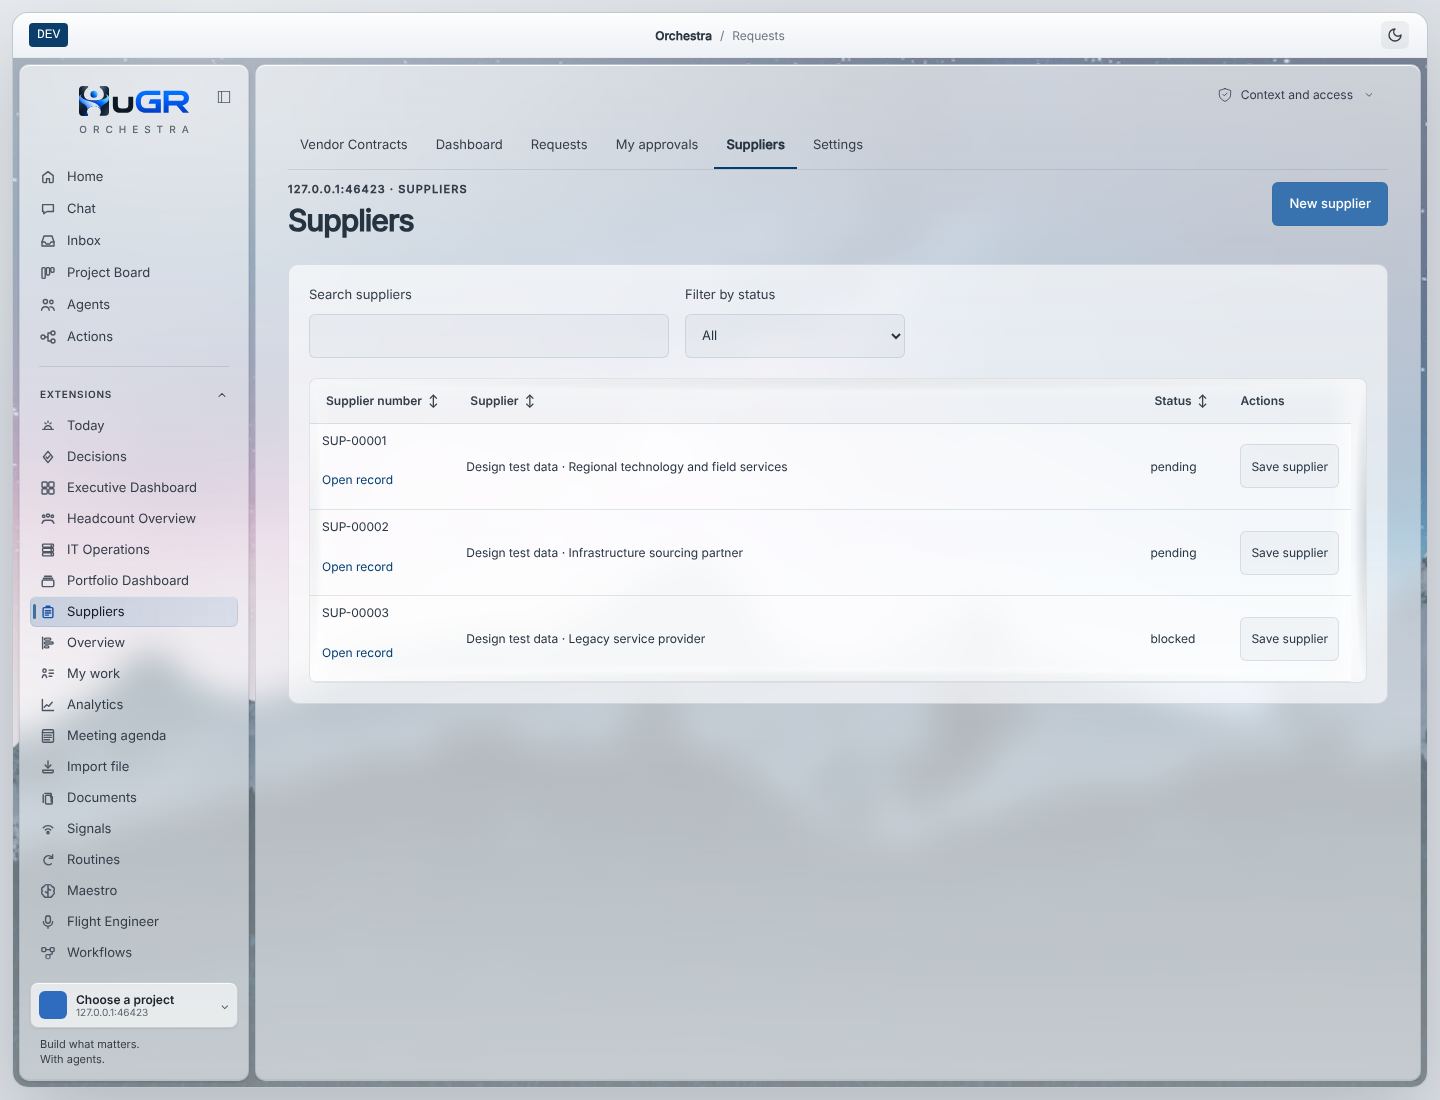 DEV
Orchestra / Requests
HuGR
ORCHESTRA
Home
Chat
Inbox
Project Board
Agents
Actions
EXTENSIONS
Today
Decisions
Executive Dashboard
Headcount Overview
IT Operations
Portfolio Dashboard
Suppliers
Overview
My work
Analytics
Meeting agenda
Import file
Documents
Signals
Routines
Maestro
Flight Engineer
Workflows
Choose a project
127.0.0.1:46423
Build what matters.
With agents.
Context and access
Vendor Contracts Dashboard Requests My approvals Suppliers Settings
127.0.0.1:46423 · SUPPLIERS
Suppliers
New supplier
Search suppliers Filter by status
All
Supplier number Supplier Status Actions
SUP-00001
Open record
Design test data · Regional technology and field services pending Save supplier
SUP-00002
Open record
Design test data · Infrastructure sourcing partner pending Save supplier
SUP-00003
Open record
Design test data · Legacy service provider blocked Save supplier